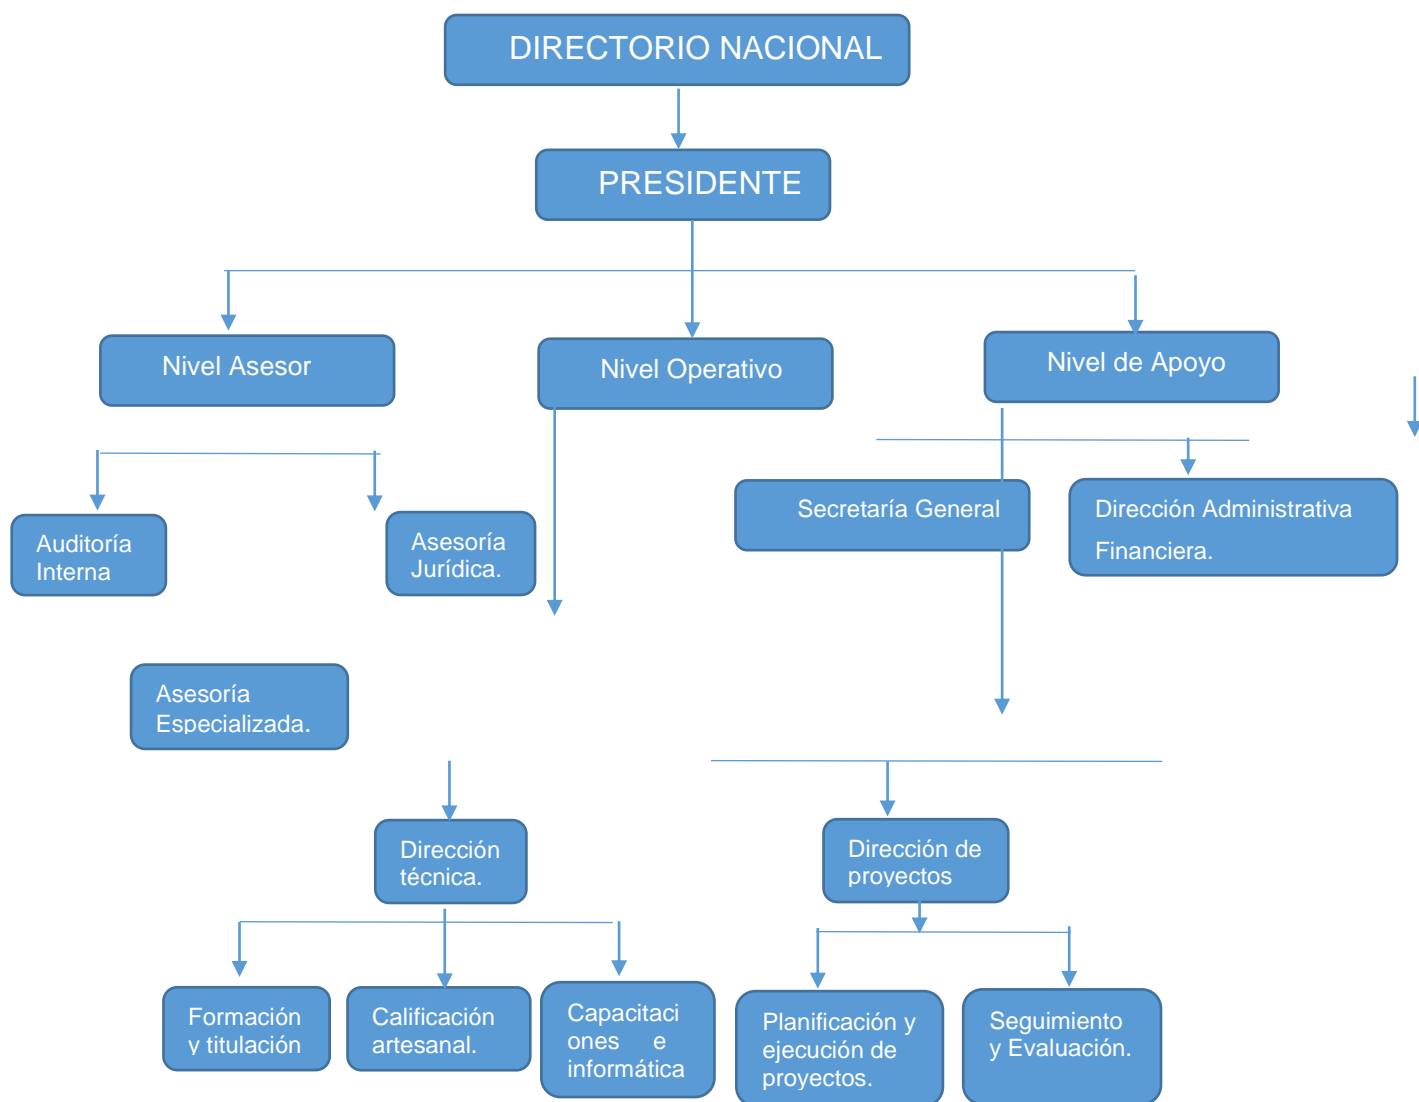 DIRECTORIO NACIONAL
PRESIDENTE
Nivel Asesor
Nivel Operativo
Nivel de Apoyo
Auditoría
Interna
Asesoría
Jurídica.
Secretaría General
Dirección Administrativa
Financiera.
Asesoría
Especializada.
Dirección
técnica.
Dirección de
proyectos
Formación
y titulación
Calificación
artesanal.
Capacitaci
ones e
informática
Planificación y
ejecución de
proyectos.
Seguimiento
y Evaluación.